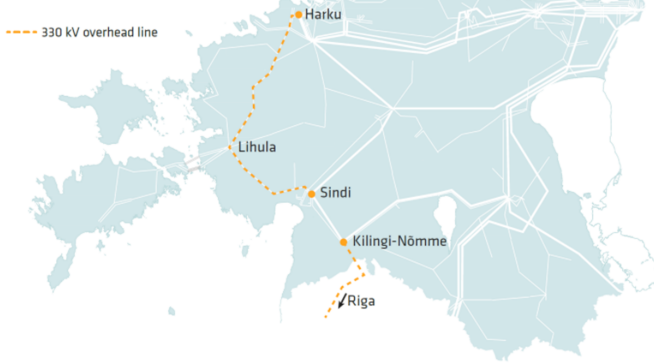 Harku
330 kV overhead line
Lihula
Sindi
Kilingi-Nõmme
Riga